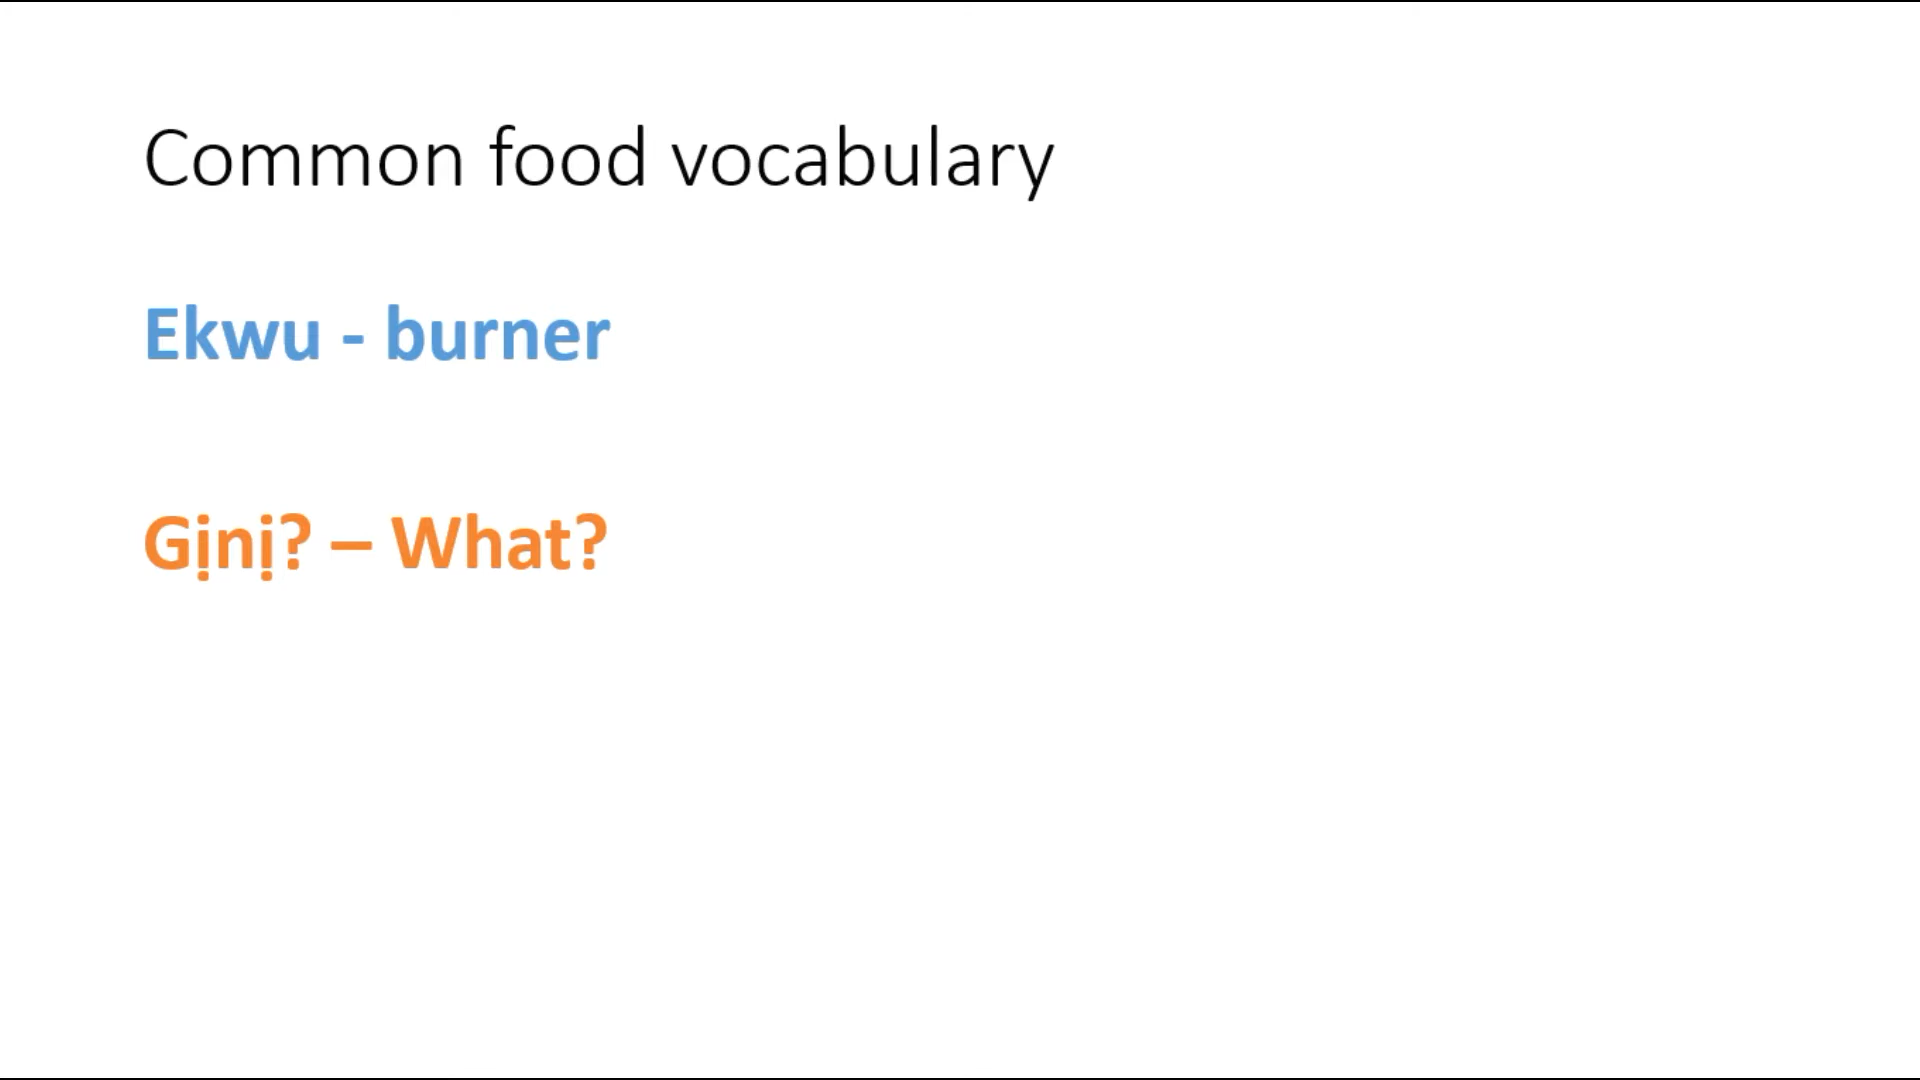 Common food vocabulary
Ekwu - burner
Gịnị? – What?